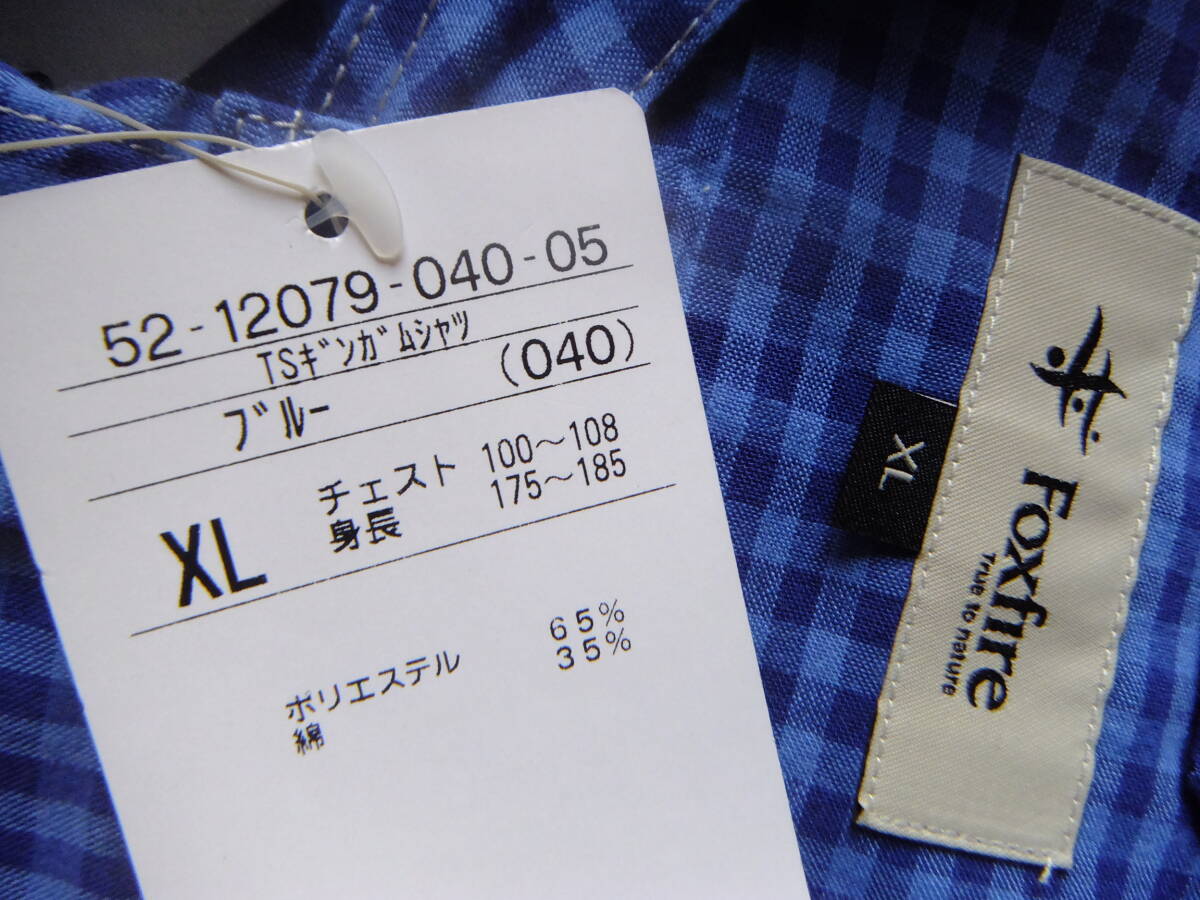 52-12079-040-05
TSｷﾞﾝｶﾞﾑｼｬﾂ
ﾌﾞﾙｰ (040)
XL
チェスト 100～108
身長 175～185
ポリエステル 65%
綿 35%
XL
Foxfire
True to nature